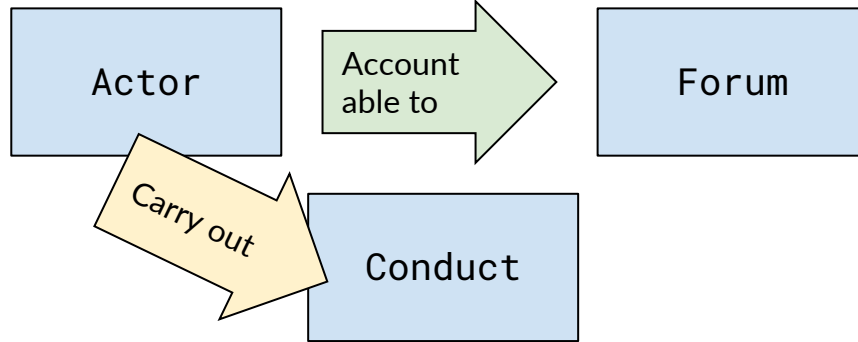 Actor
Account
able to
Forum
Carry out
Conduct